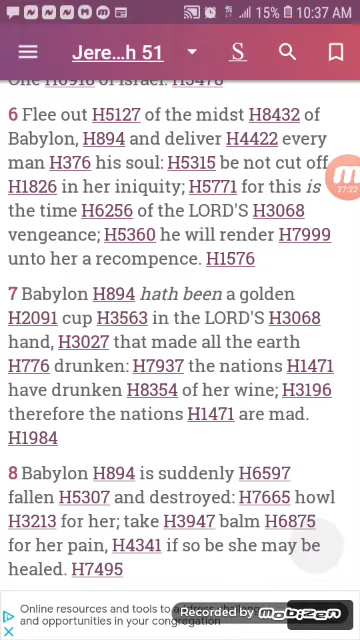 15% 10:37 AM
Jere...h 51 S
One H6918 of Israel. H3478
6 Flee out H5127 of the midst H8432 of
Babylon, H894 and deliver H4422 every
man H376 his soul: H5315 be not cut off
H1826 in her iniquity; H5771 for this is
the time H6256 of the LORD'S H3068
vengeance; H5360 he will render H7999
unto her a recompence. H1576
27:22
7 Babylon H894 hath been a golden
H2091 cup H3563 in the LORD'S H3068
hand, H3027 that made all the earth
H776 drunken: H7937 the nations H1471
have drunken H8354 of her wine; H3196
therefore the nations H1471 are mad.
H1984
8 Babylon H894 is suddenly H6597
fallen H5307 and destroyed: H7665 howl
H3213 for her; take H3947 balm H6875
for her pain, H4341 if so be she may be
healed. H7495
Online resources and tools to
and opportunities in your congregation
Recorded by mobizen